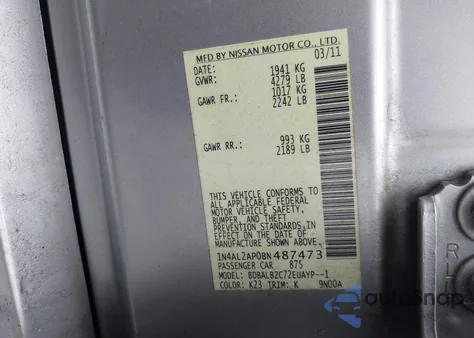 MFD BY NISSAN MOTOR CO., LTD.
DATE: 03/11
GVWR: 1941 KG
4279 LB
GAWR FR.: 1017 KG
2242 LB
GAWR RR.: 993 KG
2189 LB
THIS VEHICLE CONFORMS TO
ALL APPLICABLE FEDERAL
MOTOR VEHICLE SAFETY,
BUMPER, AND THEFT
PREVENTION STANDARDS IN
EFFECT ON THE DATE OF
MANUFACTURE SHOWN ABOVE.
1N4AL2AP0BN487473
PASSENGER CAR 875
MODEL: BDBALBZC72EUAYP--1
COLOR: K23 TRIM: K 9N00A
autoSnap